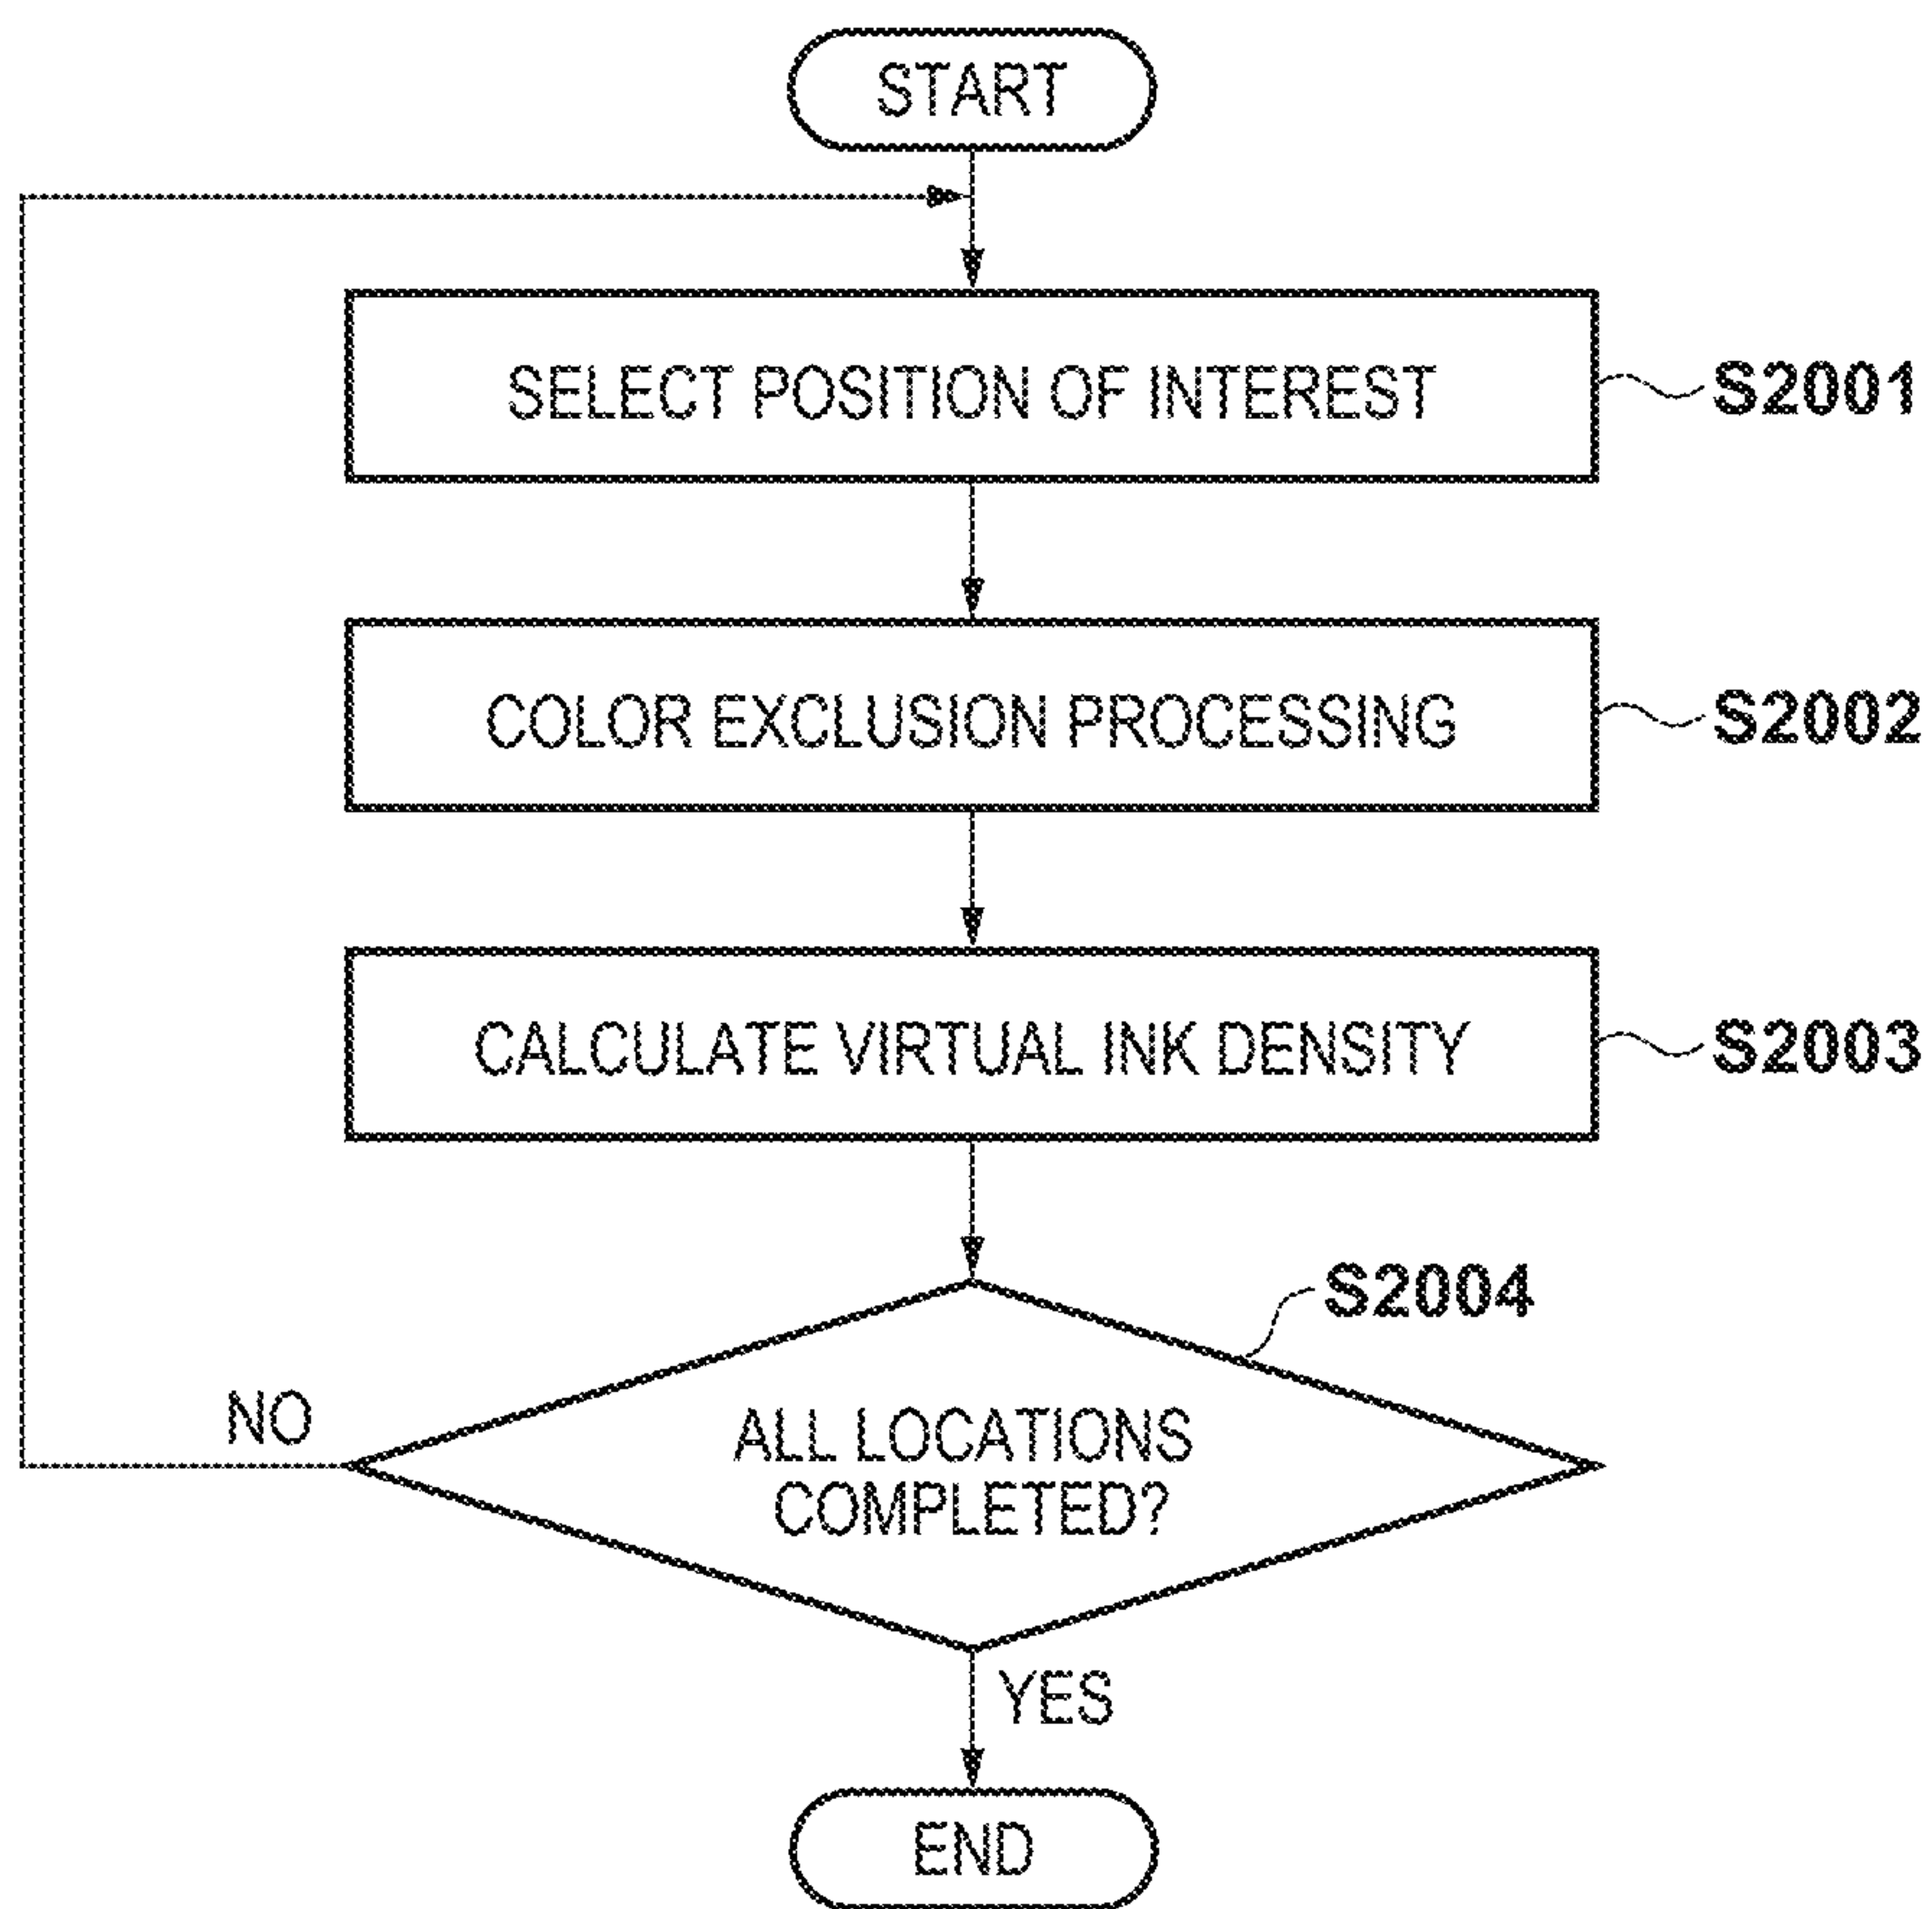 START
SELECT POSITION OF INTEREST
S2001
COLOR EXCLUSION PROCESSING
S2002
CALCULATE VIRTUAL INK DENSITY
S2003
S2004
NO
ALL LOCATIONS
COMPLETED?
YES
END